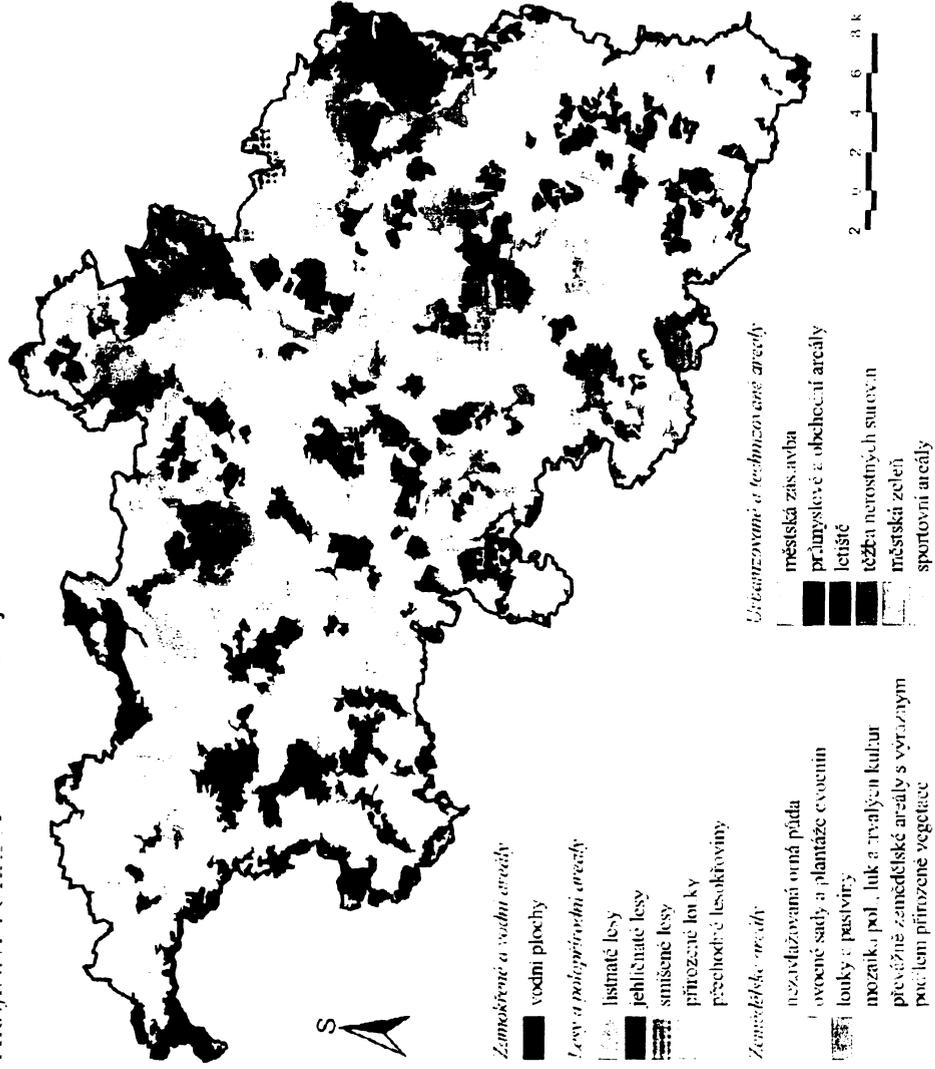 S
Zamokřené a vodní areály
vodní plochy
Lesy a polopřírodní areály
listnaté lesy
jehličnaté lesy
smíšené lesy
přirozené louky
přechodné lesokřoviny
Zemědělské areály
nezavlažovaná orná půda
ovocné sady a plantáže ovocnin
louky a pastviny
mozaika polí, luk a trvalých kultur
převážně zemědělské areály s výrazným
podílem přirozené vegetace
Urbanizované a technizované areály
městská zástavba
průmyslové a obchodní areály
letiště
těžba nerostných surovin
městská zeleň
sportovní areály
2 0 2 4 6 8 k